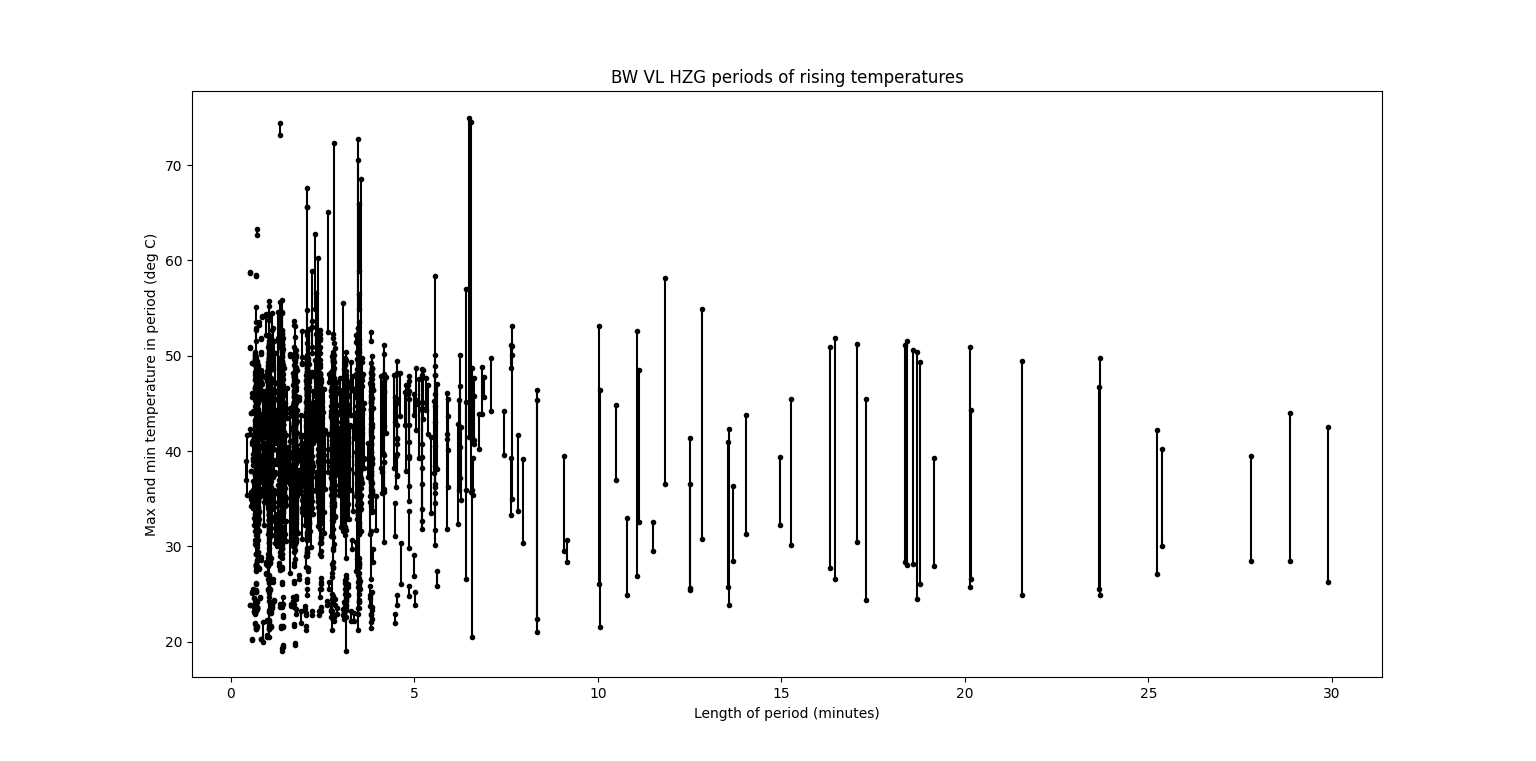 BW VL HZG periods of rising temperatures
Max and min temperature in period (deg C)
70
60
50
40
30
20
0 5 10 15 20 25 30
Length of period (minutes)